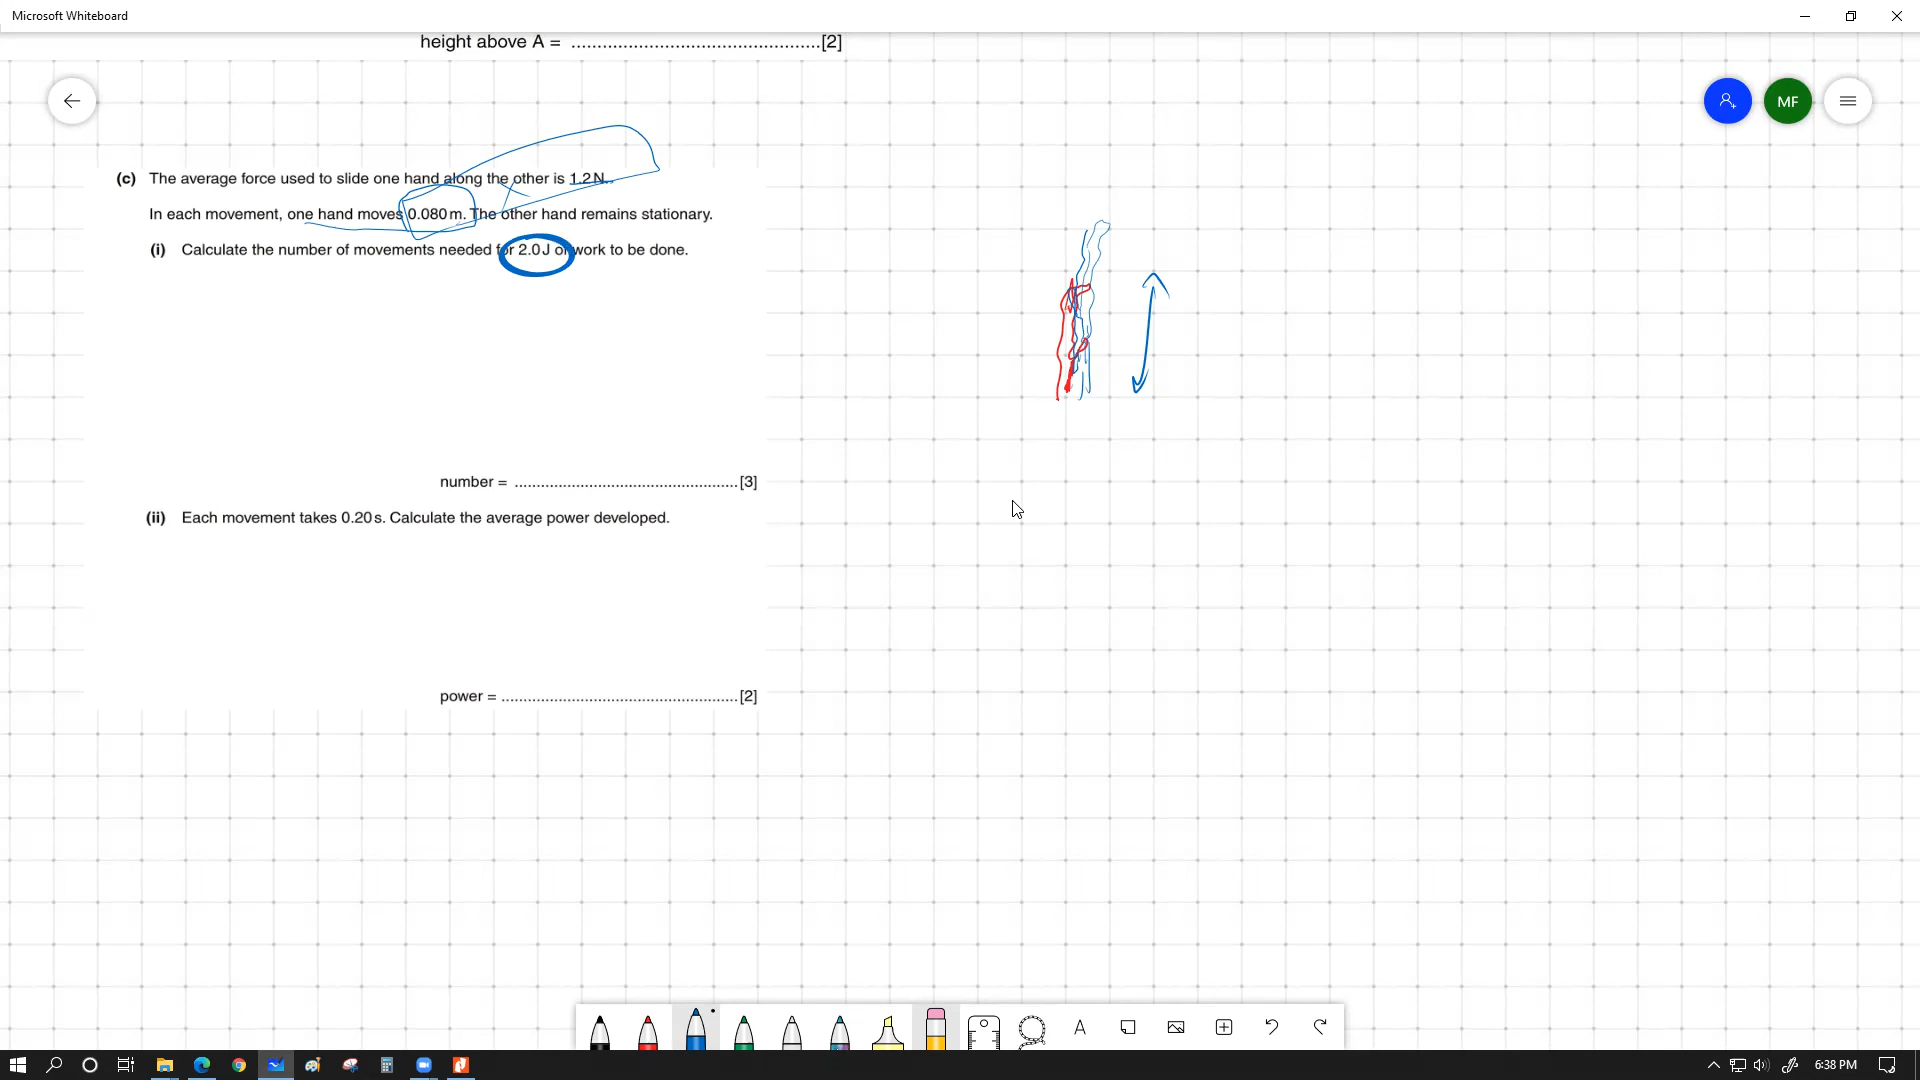 Microsoft Whiteboard
height above A = ................................................[2]
MF
(c) The average force used to slide one hand along the other is 1.2 N.
In each movement, one hand moves 0.080 m. The other hand remains stationary.
(i) Calculate the number of movements needed for 2.0 J of work to be done.
number = .................................................[3]
(ii) Each movement takes 0.20 s. Calculate the average power developed.
power = ....................................................[2]
A
6:38 PM